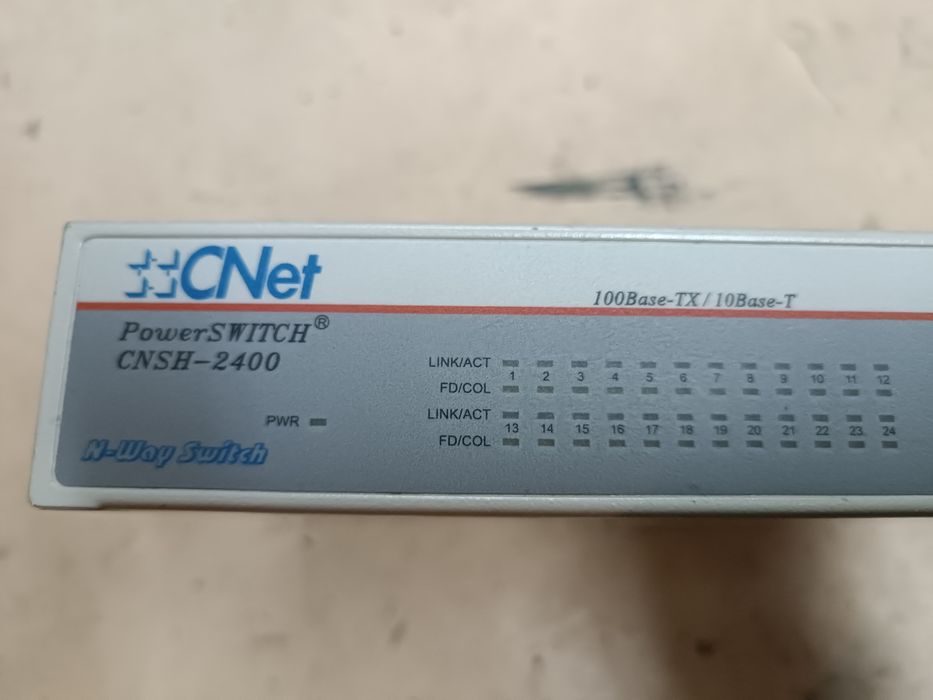 CNet
100Base-TX/10Base-T
PowerSWITCH®
CNSH-2400
LINK/ACT
1 2 3 4 5 6 7 8 9 10 11 12
FD/COL
LINK/ACT
PWR
13 14 15 16 17 18 19 20 21 22 23 24
FD/COL
N-Way Switch